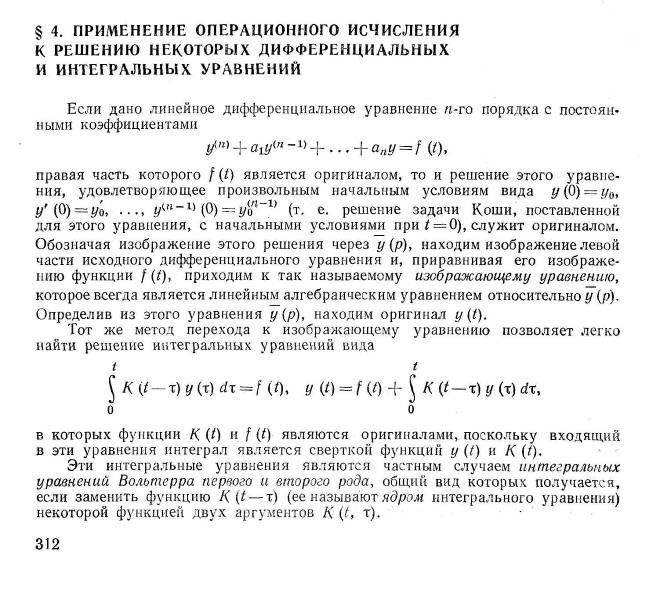 § 4. ПРИМЕНЕНИЕ ОПЕРАЦИОННОГО ИСЧИСЛЕНИЯ
К РЕШЕНИЮ НЕКОТОРЫХ ДИФФЕРЕНЦИАЛЬНЫХ
И ИНТЕГРАЛЬНЫХ УРАВНЕНИЙ
Если дано линейное дифференциальное уравнение n-го порядка с постоян-
ными коэффициентами
y⁽ⁿ⁾ + a₁y⁽ⁿ⁻¹⁾ + . . . + aₙy = f (t),
правая часть которого f (t) является оригиналом, то и решение этого уравне-
ния, удовлетворяющее произвольным начальным условиям вида y (0) = y₀,
y′ (0) = y′₀, ..., y⁽ⁿ⁻¹⁾ (0) = y₀⁽ⁿ⁻¹⁾ (т. е. решение задачи Коши, поставленной
для этого уравнения, с начальными условиями при t = 0), служит оригиналом.
Обозначая изображение этого решения через y̅ (p), находим изображение левой
части исходного дифференциального уравнения и, приравнивая его изображе-
нию функции f (t), приходим к так называемому изображающему уравнению,
которое всегда является линейным алгебраическим уравнением относительно y̅ (p).
Определив из этого уравнения y̅ (p), находим оригинал y (t).
Тот же метод перехода к изображающему уравнению позволяет легко
найти решение интегральных уравнений вида
∫₀ᵗ K (t — τ) y (τ) dτ = f (t), y (t) = f (t) + ∫₀ᵗ K (t — τ) y (τ) dτ,
в которых функции K (t) и f (t) являются оригиналами, поскольку входящий
в эти уравнения интеграл является сверткой функций y (t) и K (t).
Эти интегральные уравнения являются частным случаем интегральных
уравнений Вольтерра первого и второго рода, общий вид которых получается,
если заменить функцию K (t — τ) (ее называют ядром интегрального уравнения)
некоторой функцией двух аргументов K (t, τ).
312